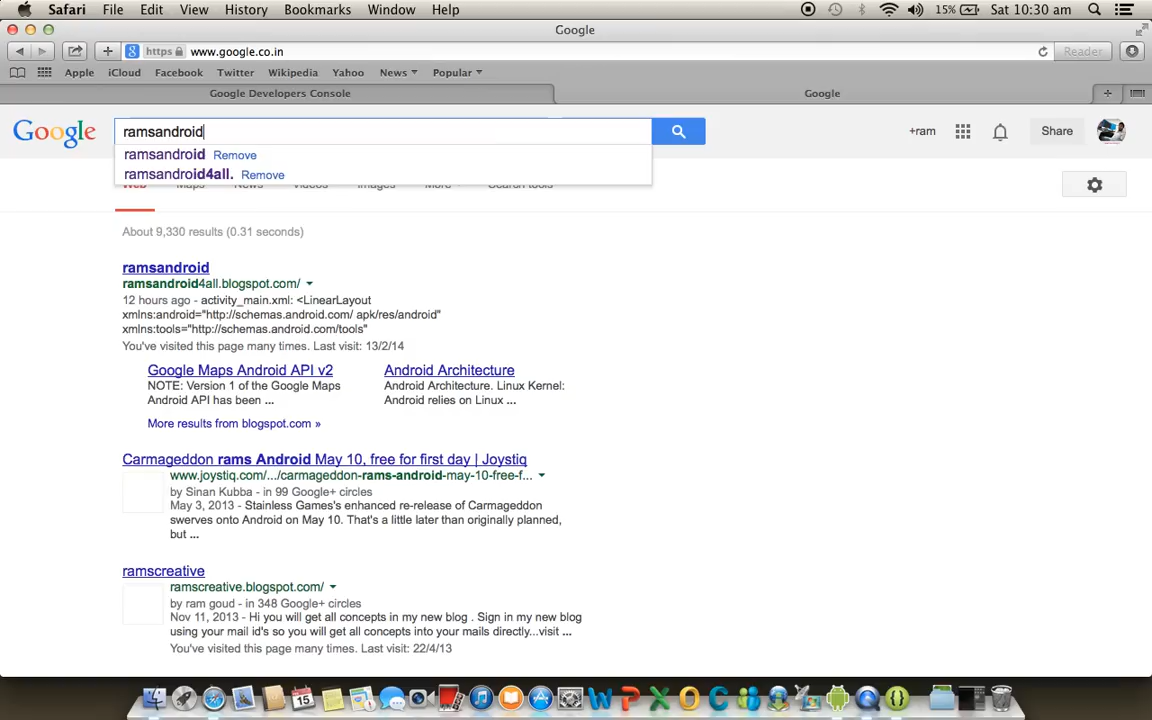 Safari File Edit View History Bookmarks Window Help 15% Sat 10:30 am
Google
https www.google.co.in Reader
Apple iCloud Facebook Twitter Wikipedia Yahoo News Popular
Google Developers Console Google
Google ramsandroid +ram Share
ramsandroid Remove
ramsandroid4all. Remove
Web Maps News Videos Images More Search tools
About 9,330 results (0.31 seconds)
ramsandroid
ramsandroid4all.blogspot.com/
12 hours ago - activity_main.xml: <LinearLayout
xmlns:android="http://schemas.android.com/ apk/res/android"
xmlns:tools="http://schemas.android.com/tools"
You've visited this page many times. Last visit: 13/2/14
Google Maps Android API v2 Android Architecture
NOTE: Version 1 of the Google Maps Android Architecture. Linux Kernel:
Android API has been ... Android relies on Linux ...
More results from blogspot.com »
Carmageddon rams Android May 10, free for first day | Joystiq
www.joystiq.com/.../carmageddon-rams-android-may-10-free-f...
by Sinan Kubba - in 99 Google+ circles
May 3, 2013 - Stainless Games's enhanced re-release of Carmageddon
swerves onto Android on May 10. That's a little later than originally planned,
but ...
ramscreative
ramscreative.blogspot.com/
by ram goud - in 348 Google+ circles
Nov 11, 2013 - Hi you will get all concepts in my new blog . Sign in my new blog
using your mail id's so you will get all concepts into your mails directly...visit ...
You've visited this page many times. Last visit: 22/4/13